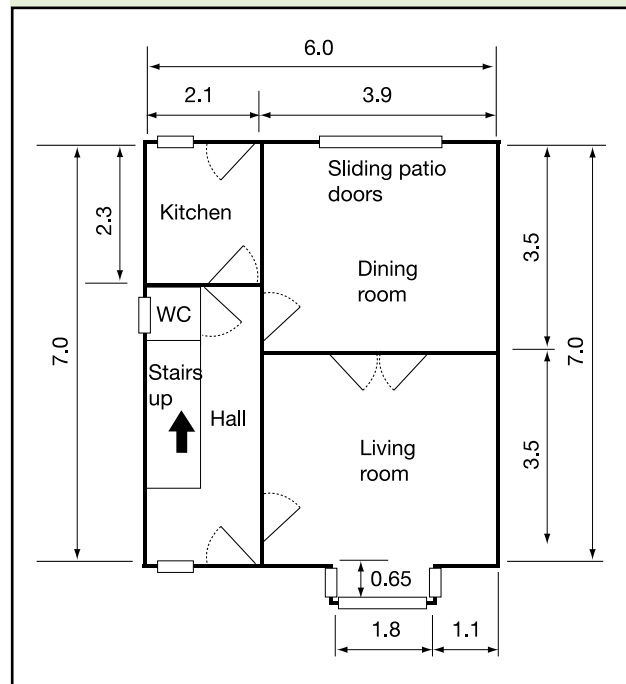 6.0
2.1
3.9
Sliding patio
doors
Kitchen
2.3
3.5
Dining
room
WC
7.0
7.0
Stairs
up
Hall
Living
room
3.5
0.65
1.8
1.1